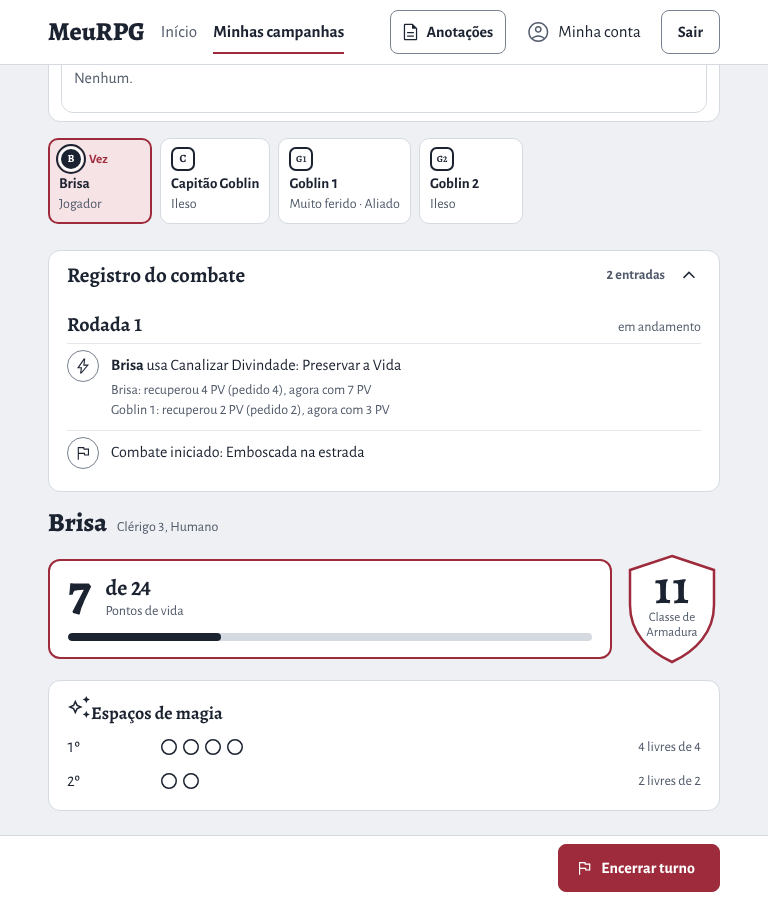 MeuRPG Início Minhas campanhas Anotações Minha conta Sair
Nenhum.
B Vez
Brisa
Jogador
C
Capitão Goblin
Ileso
G1
Goblin 1
Muito ferido · Aliado
G2
Goblin 2
Ileso
Registro do combate 2 entradas
Rodada 1 em andamento
Brisa usa Canalizar Divindade: Preservar a Vida
Brisa: recuperou 4 PV (pedido 4), agora com 7 PV
Goblin 1: recuperou 2 PV (pedido 2), agora com 3 PV
Combate iniciado: Emboscada na estrada
Brisa Clérigo 3, Humano
7 de 24
Pontos de vida
11
Classe de
Armadura
Espaços de magia
1º 4 livres de 4
2º 2 livres de 2
Encerrar turno